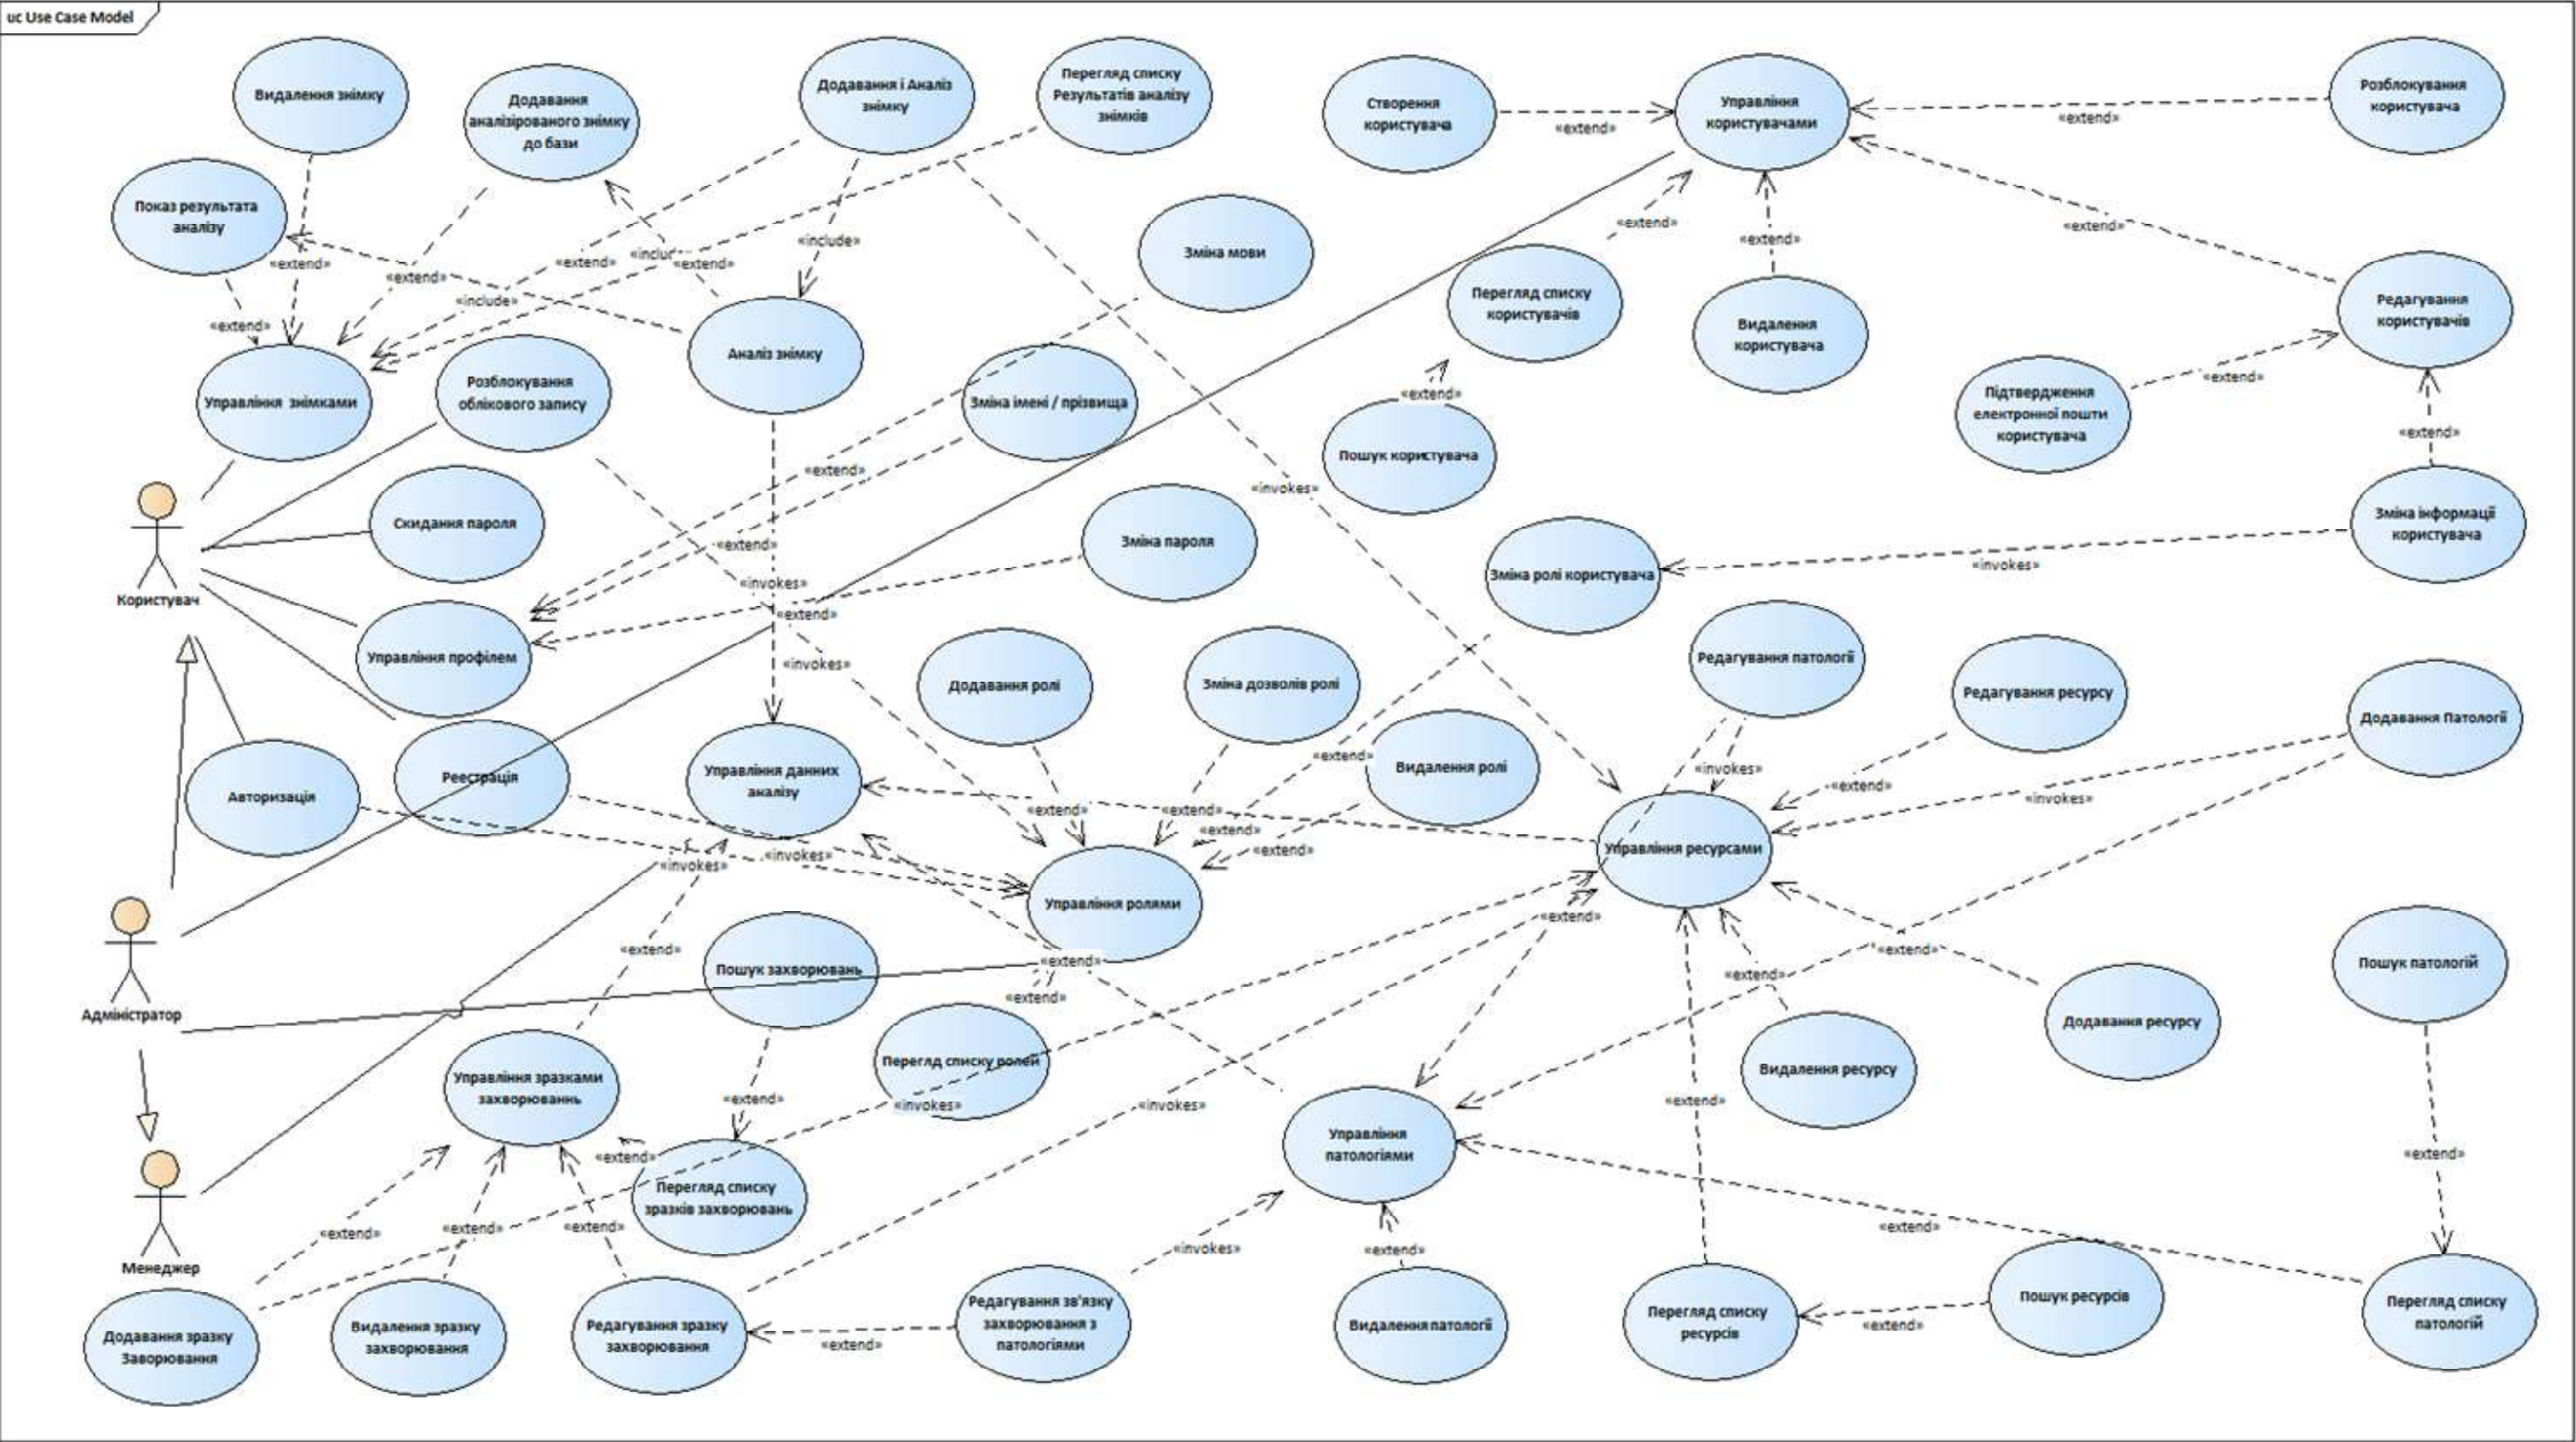 uc Use Case Model
Видалення знімку
Додавання
аналізірованого знімку
до бази
Додавання і Аналіз
знімку
Перегляд списку
Результатів аналізу
знімків
Створення
користувача
«extend»
Управління
користувачами
«extend»
Розблокування
користувача
Показ результата
аналізу
«extend»
«extend»
«include»
«extend»
«extend»
«extend»
«include»
Зміна мови
«extend»
«extend»
«extend»
«extend»
Управління знімками
Розблокування
облікового запису
Аналіз знімку
Зміна імені / прізвища
Перегляд списку
користувачів
Видалення
користувача
Редагування
користувачів
«extend»
Пошук користувача
Підтвердження
електронної пошти
користувача
«extend»
«extend»
Зміна інформації
користувача
Користувач
Скидання пароля
«extend»
«extend»
«invokes»
Зміна пароля
«invokes»
Зміна ролі користувача
«invokes»
«extend»
«invokes»
Управління профілем
Авторизація
Реестрація
Управління данних
аналізу
Додавання ролі
Зміна дозволів ролі
Видалення ролі
«extend»
«extend»
«extend»
«extend»
«extend»
«invokes»
«invokes»
Управління ролями
Редагування патології
Редагування ресурсу
Додавання Патології
«invokes»
«extend»
«invokes»
Управління ресурсами
Адміністратор
«extend»
Пошук захворювань
«extend»
«extend»
Перегляд списку ролей
«extend»
«extend»
«extend»
Видалення ресурсу
Додавання ресурсу
Пошук патологій
Управління зразками
захворюваннь
«extend»
«invokes»
«invokes»
«extend»
Перегляд списку
зразків захворювань
Управління
патологіями
«extend»
«extend»
Менеджер
«extend»
«extend»
«extend»
«invokes»
«extend»
«extend»
Додавання зразку
Заворювання
Видалення зразку
захворювання
Редагування зразку
захворювання
«extend»
Редагування зв'язку
захворювання з
патологіями
Видалення патології
Перегляд списку
ресурсів
«extend»
Пошук ресурсів
Перегляд списку
патологій